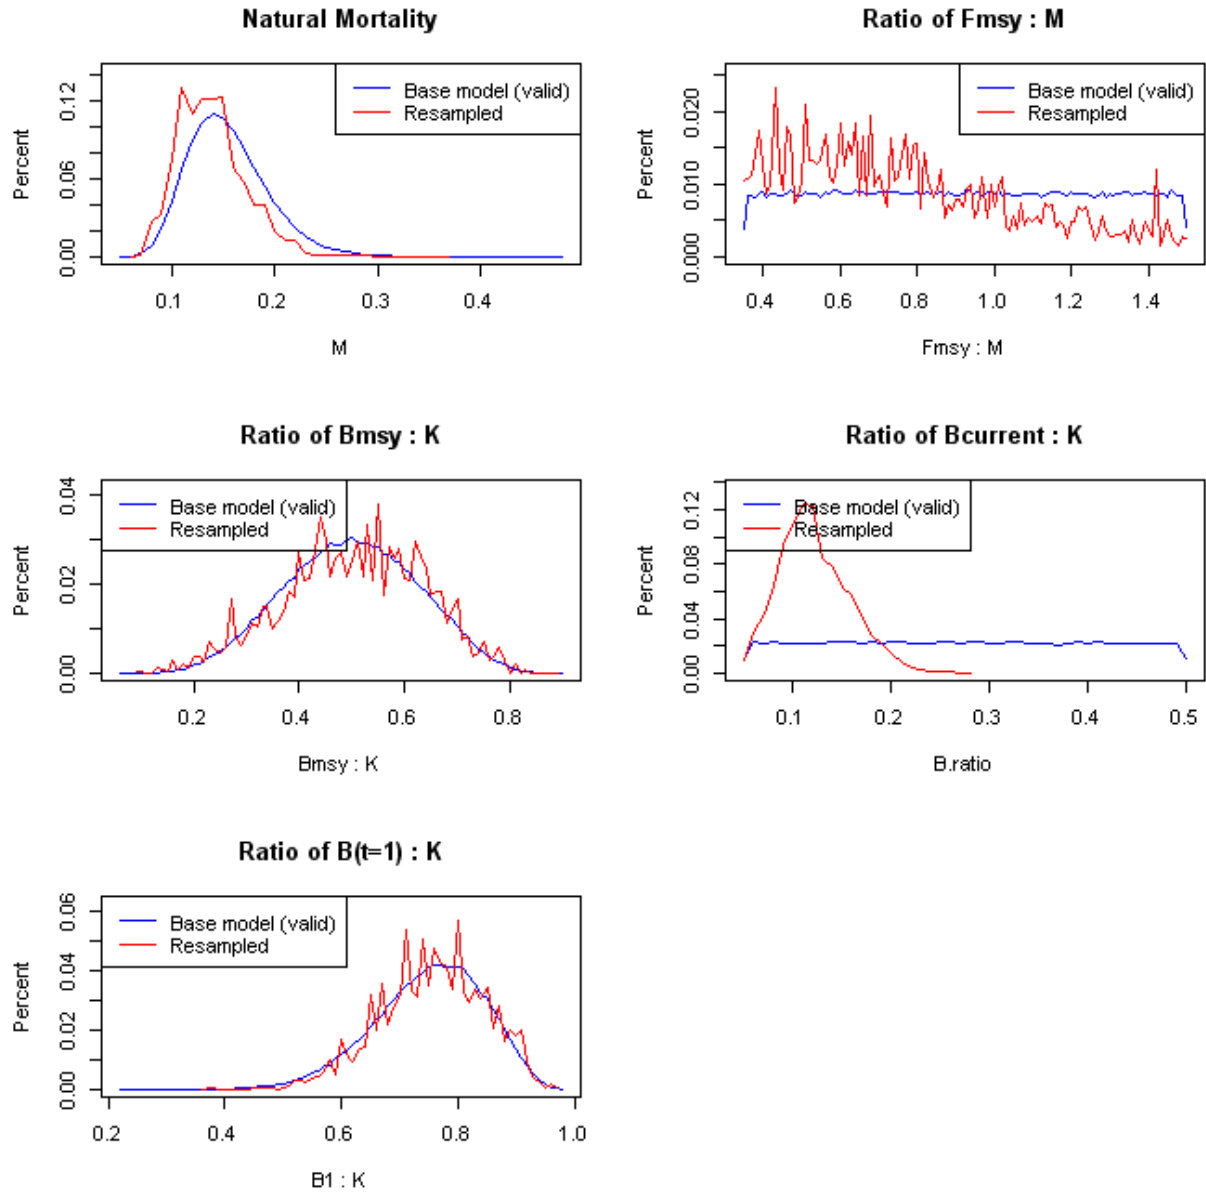 Natural Mortality
Percent
0.00
0.06
0.12
Base model (valid)
Resampled
0.1
0.2
0.3
0.4
M
Ratio of Fmsy : M
Percent
0.000
0.010
0.020
Base model (valid)
Resampled
0.4
0.6
0.8
1.0
1.2
1.4
Fmsy : M
Ratio of Bmsy : K
Percent
0.00
0.02
0.04
Base model (valid)
Resampled
0.2
0.4
0.6
0.8
Bmsy : K
Ratio of Bcurrent : K
Percent
0.00
0.04
0.08
0.12
Base model (valid)
Resampled
0.1
0.2
0.3
0.4
0.5
B.ratio
Ratio of B(t=1) : K
Percent
0.00
0.02
0.04
0.06
Base model (valid)
Resampled
0.2
0.4
0.6
0.8
1.0
B1 : K